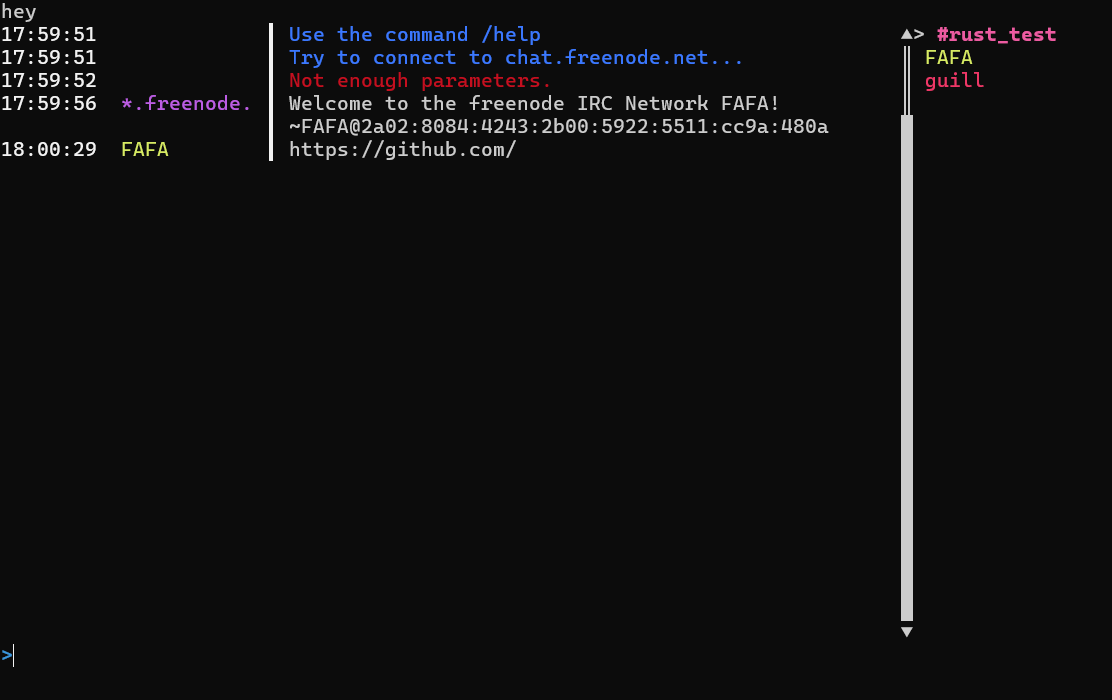 hey
17:59:51 Use the command /help ▲> #rust_test
17:59:51 Try to connect to chat.freenode.net... FAFA
17:59:52 Not enough parameters. guill
17:59:56 *.freenode. Welcome to the freenode IRC Network FAFA!
~FAFA@2a02:8084:4243:2b00:5922:5511:cc9a:480a
18:00:29 FAFA https://github.com/
▼
>